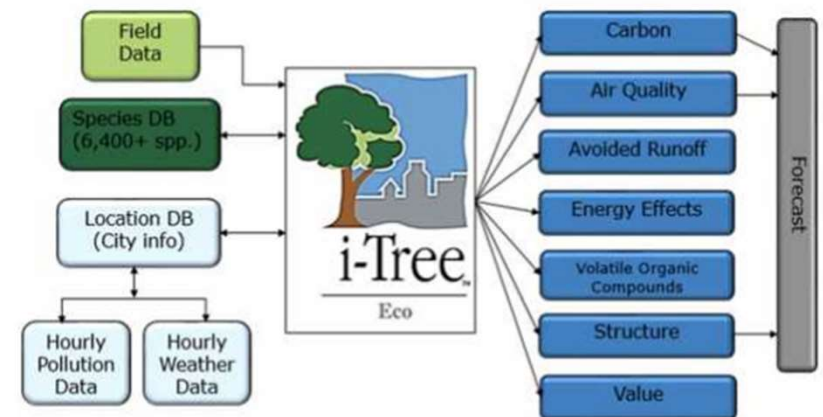 Field
Data
Species DB
(6,400+ spp.)
Location DB
(City info)
Hourly
Pollution
Data
Hourly
Weather
Data
i-Tree™
Eco
Carbon
Air Quality
Avoided Runoff
Energy Effects
Volatile Organic
Compounds
Structure
Value
Forecast